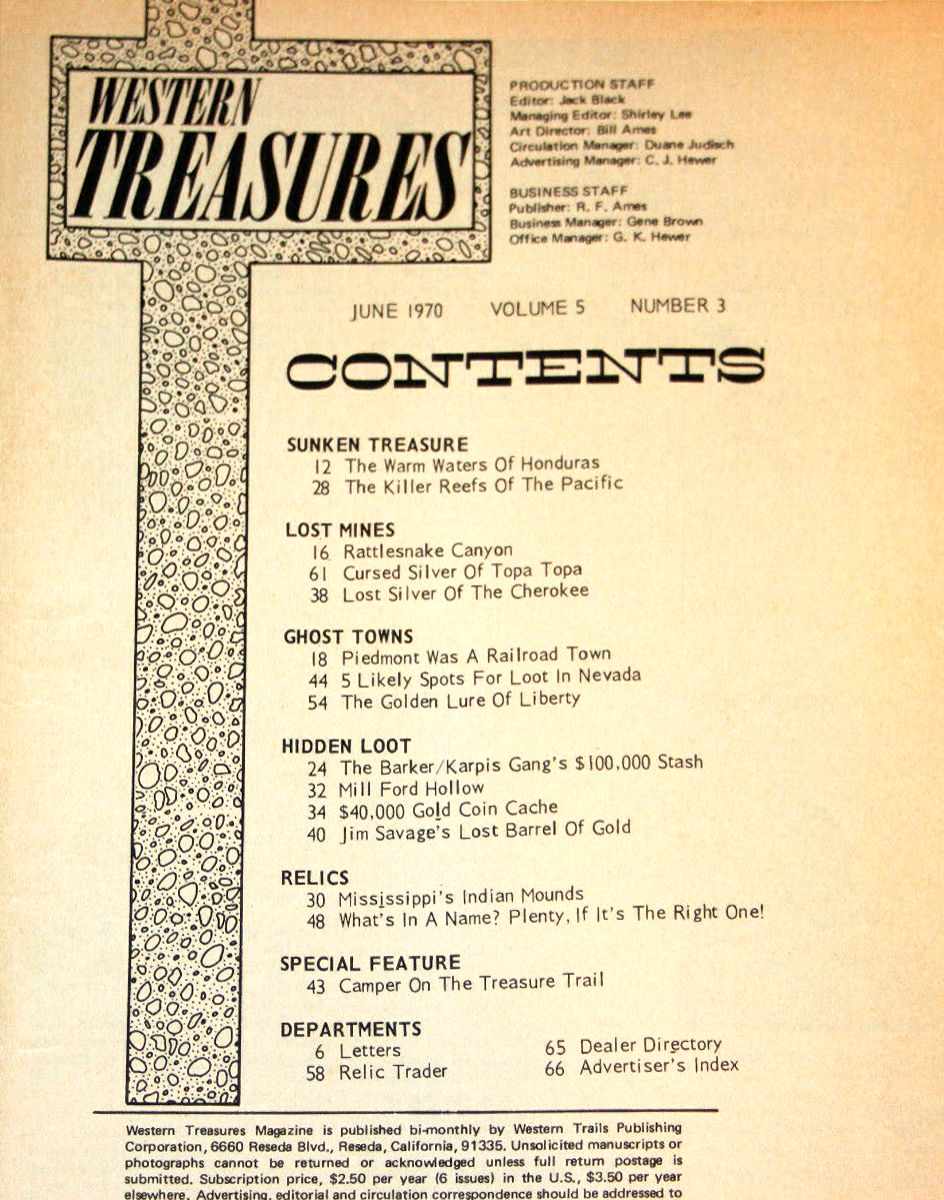 WESTERN
TREASURES
PRODUCTION STAFF
Editor: Jack Black
Managing Editor: Shirley Lee
Art Director: Bill Ames
Circulation Manager: Duane Judisch
Advertising Manager: C. J. Hewer
BUSINESS STAFF
Publisher: R. F. Ames
Business Manager: Gene Brown
Office Manager: G. K. Hewer
JUNE 1970 VOLUME 5 NUMBER 3
CONTENTS
SUNKEN TREASURE
12 The Warm Waters Of Honduras
28 The Killer Reefs Of The Pacific
LOST MINES
16 Rattlesnake Canyon
61 Cursed Silver Of Topa Topa
38 Lost Silver Of The Cherokee
GHOST TOWNS
18 Piedmont Was A Railroad Town
44 5 Likely Spots For Loot In Nevada
54 The Golden Lure Of Liberty
HIDDEN LOOT
24 The Barker/Karpis Gang's $100,000 Stash
32 Mill Ford Hollow
34 $40,000 Gold Coin Cache
40 Jim Savage's Lost Barrel Of Gold
RELICS
30 Mississippi's Indian Mounds
48 What's In A Name? Plenty, If It's The Right One!
SPECIAL FEATURE
43 Camper On The Treasure Trail
DEPARTMENTS
6 Letters
58 Relic Trader
65 Dealer Directory
66 Advertiser's Index
Western Treasures Magazine is published bi-monthly by Western Trails Publishing
Corporation, 6660 Reseda Blvd., Reseda, California, 91335. Unsolicited manuscripts or
photographs cannot be returned or acknowledged unless full return postage is
submitted. Subscription price, $2.50 per year (6 issues) in the U.S., $3.50 per year
elsewhere. Advertising, editorial and circulation correspondence should be addressed to